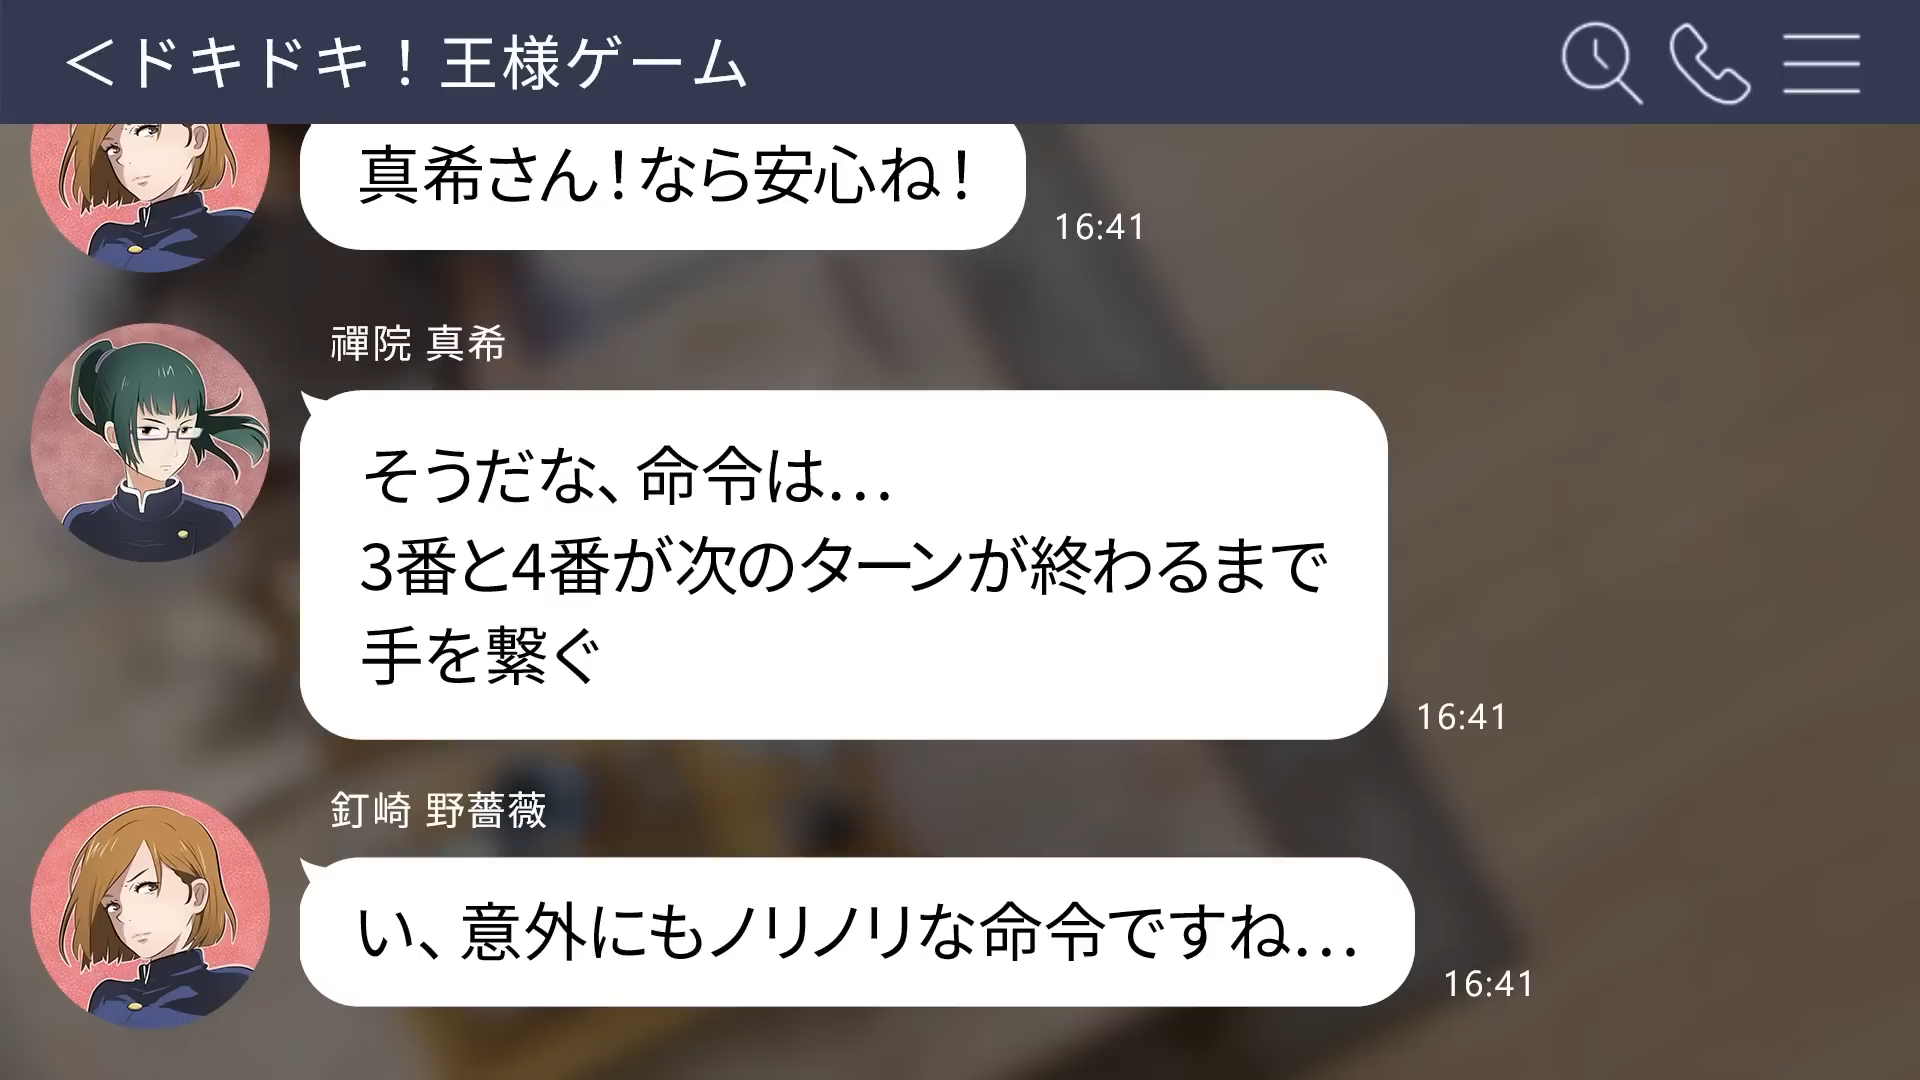 ＜ドキドキ！王様ゲーム
真希さん！なら安心ね！
16:41
禪院 真希
そうだな、命令は…
3番と4番が次のターンが終わるまで
手を繋ぐ
16:41
釘崎 野薔薇
い、意外にもノリノリな命令ですね…
16:41